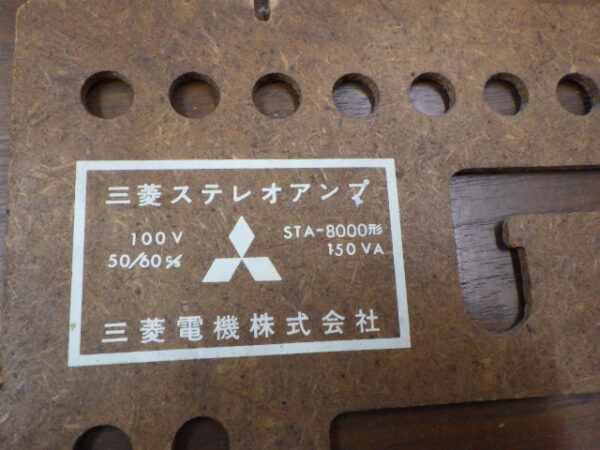 三菱ステレオアンプ
100V STA-8000形
50/60c/s 150VA
三菱電機株式会社